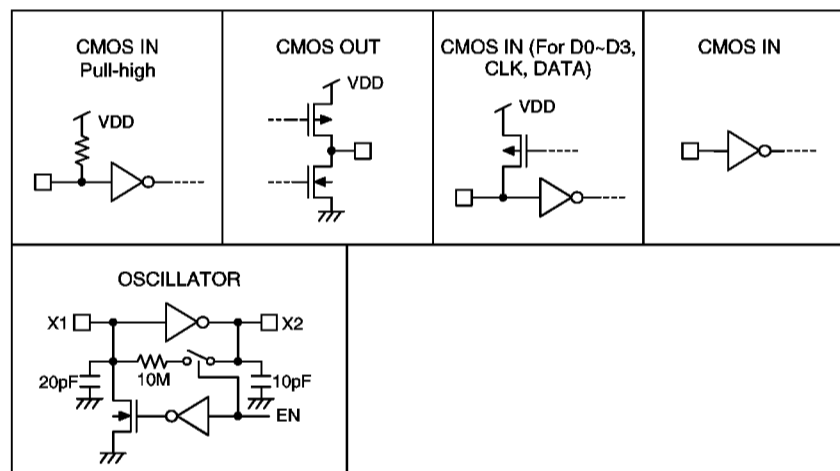 CMOS IN
Pull-high
VDD
CMOS OUT
VDD
CMOS IN (For D0~D3,
CLK, DATA)
VDD
CMOS IN
OSCILLATOR
X1
X2
20pF
10M
10pF
EN